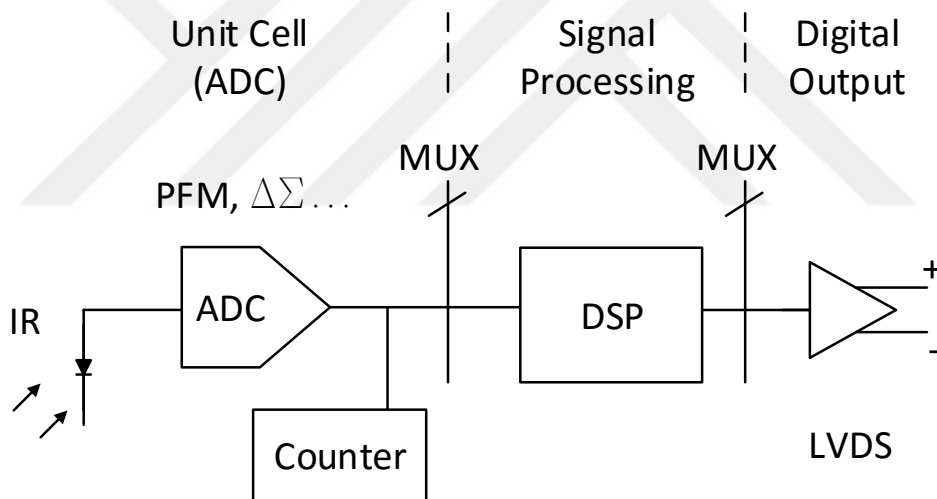 Unit Cell
(ADC)
Signal
Processing
Digital
Output
MUX
MUX
PFM, ΔΣ...
ADC
IR
DSP
+
-
Counter
LVDS